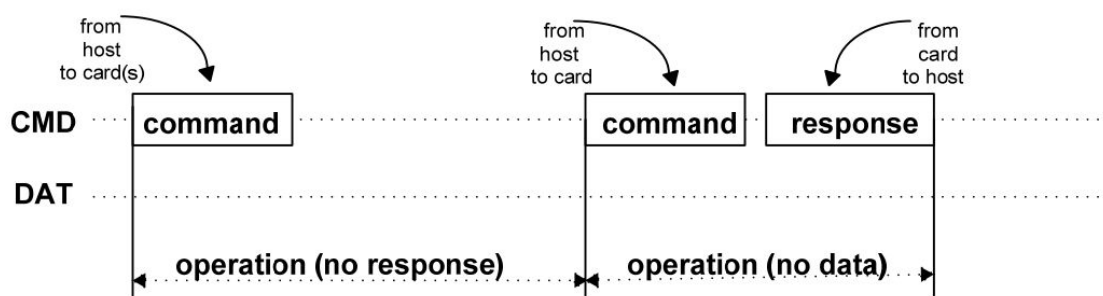 from
host
to card(s)
from
host
to card
from
card
to host
CMD
command
command
response
DAT
operation (no response)
operation (no data)